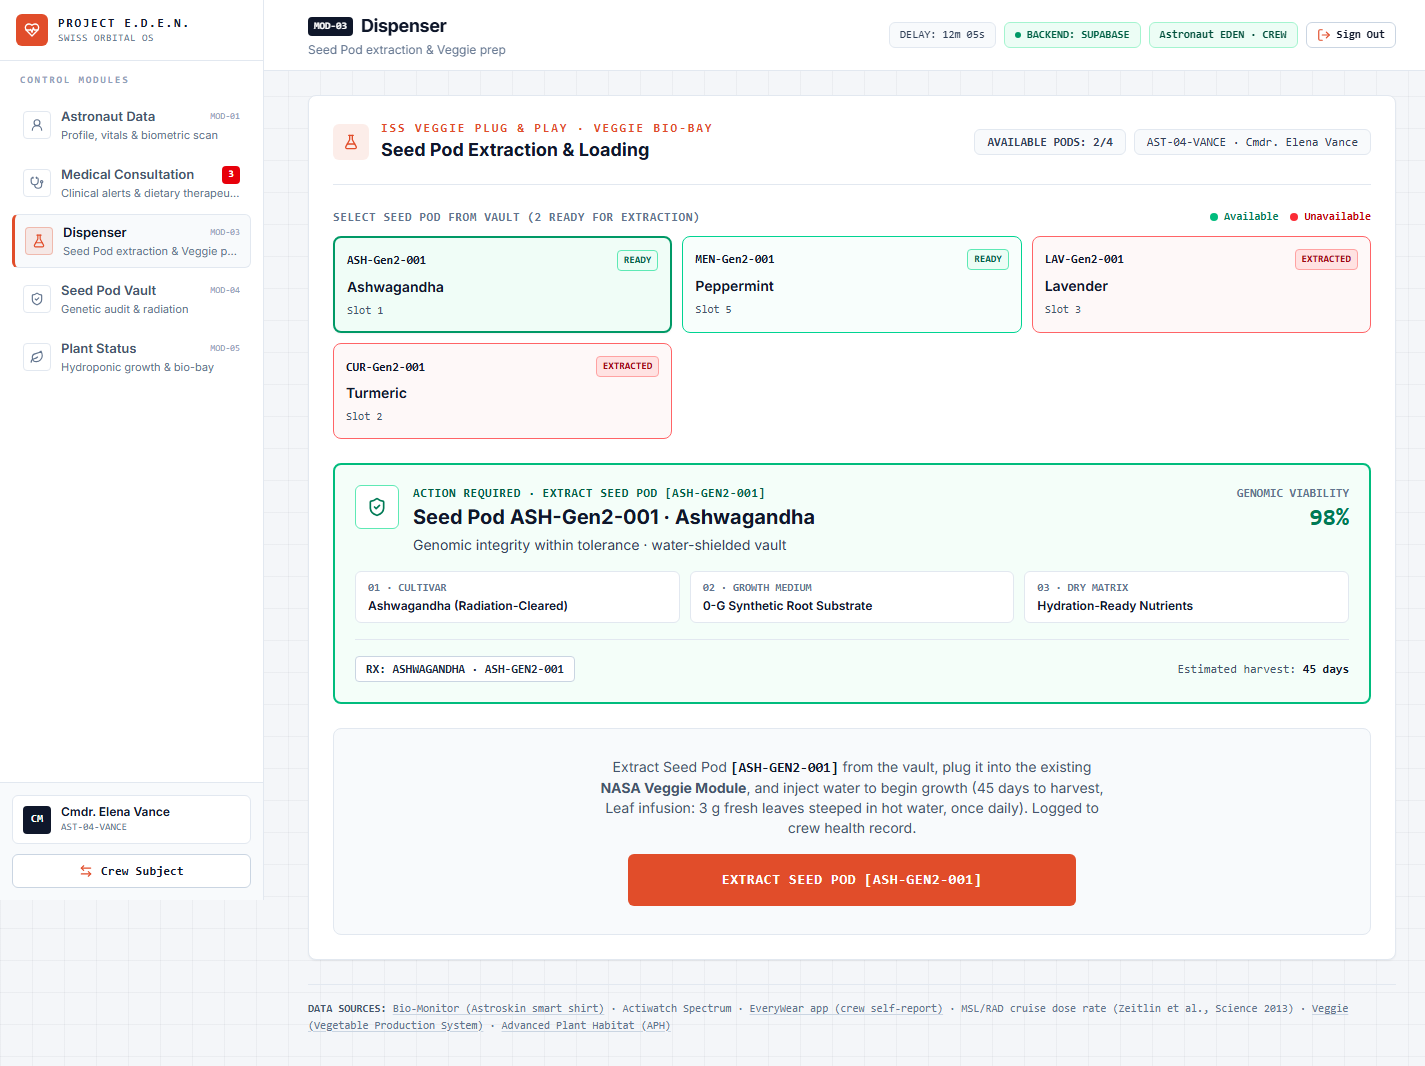 PROJECT E.D.E.N.
SWISS ORBITAL OS
CONTROL MODULES
Astronaut Data MOD-01
Profile, vitals & biometric scan
Medical Consultation 3
Clinical alerts & dietary therapeu...
Dispenser MOD-03
Seed Pod extraction & Veggie p...
Seed Pod Vault MOD-04
Genetic audit & radiation
Plant Status MOD-05
Hydroponic growth & bio-bay
CM
Cmdr. Elena Vance
AST-04-VANCE
Crew Subject
MOD-03 Dispenser
Seed Pod extraction & Veggie prep
DELAY: 12m 05s
BACKEND: SUPABASE
Astronaut EDEN · CREW
Sign Out
ISS VEGGIE PLUG & PLAY · VEGGIE BIO-BAY
Seed Pod Extraction & Loading
AVAILABLE PODS: 2/4
AST-04-VANCE · Cmdr. Elena Vance
SELECT SEED POD FROM VAULT (2 READY FOR EXTRACTION)
Available Unavailable
ASH-Gen2-001 READY
Ashwagandha
Slot 1
MEN-Gen2-001 READY
Peppermint
Slot 5
LAV-Gen2-001 EXTRACTED
Lavender
Slot 3
CUR-Gen2-001 EXTRACTED
Turmeric
Slot 2
ACTION REQUIRED · EXTRACT SEED POD [ASH-GEN2-001]
Seed Pod ASH-Gen2-001 · Ashwagandha
Genomic integrity within tolerance · water-shielded vault
GENOMIC VIABILITY
98%
01 · CULTIVAR
Ashwagandha (Radiation-Cleared)
02 · GROWTH MEDIUM
0-G Synthetic Root Substrate
03 · DRY MATRIX
Hydration-Ready Nutrients
RX: ASHWAGANDHA · ASH-GEN2-001
Estimated harvest: 45 days
Extract Seed Pod [ASH-GEN2-001] from the vault, plug it into the existing
NASA Veggie Module, and inject water to begin growth (45 days to harvest,
Leaf infusion: 3 g fresh leaves steeped in hot water, once daily). Logged to
crew health record.
EXTRACT SEED POD [ASH-GEN2-001]
DATA SOURCES: Bio-Monitor (Astroskin smart shirt) · Actiwatch Spectrum · EveryWear app (crew self-report) · MSL/RAD cruise dose rate (Zeitlin et al., Science 2013) · Veggie
(Vegetable Production System) · Advanced Plant Habitat (APH)